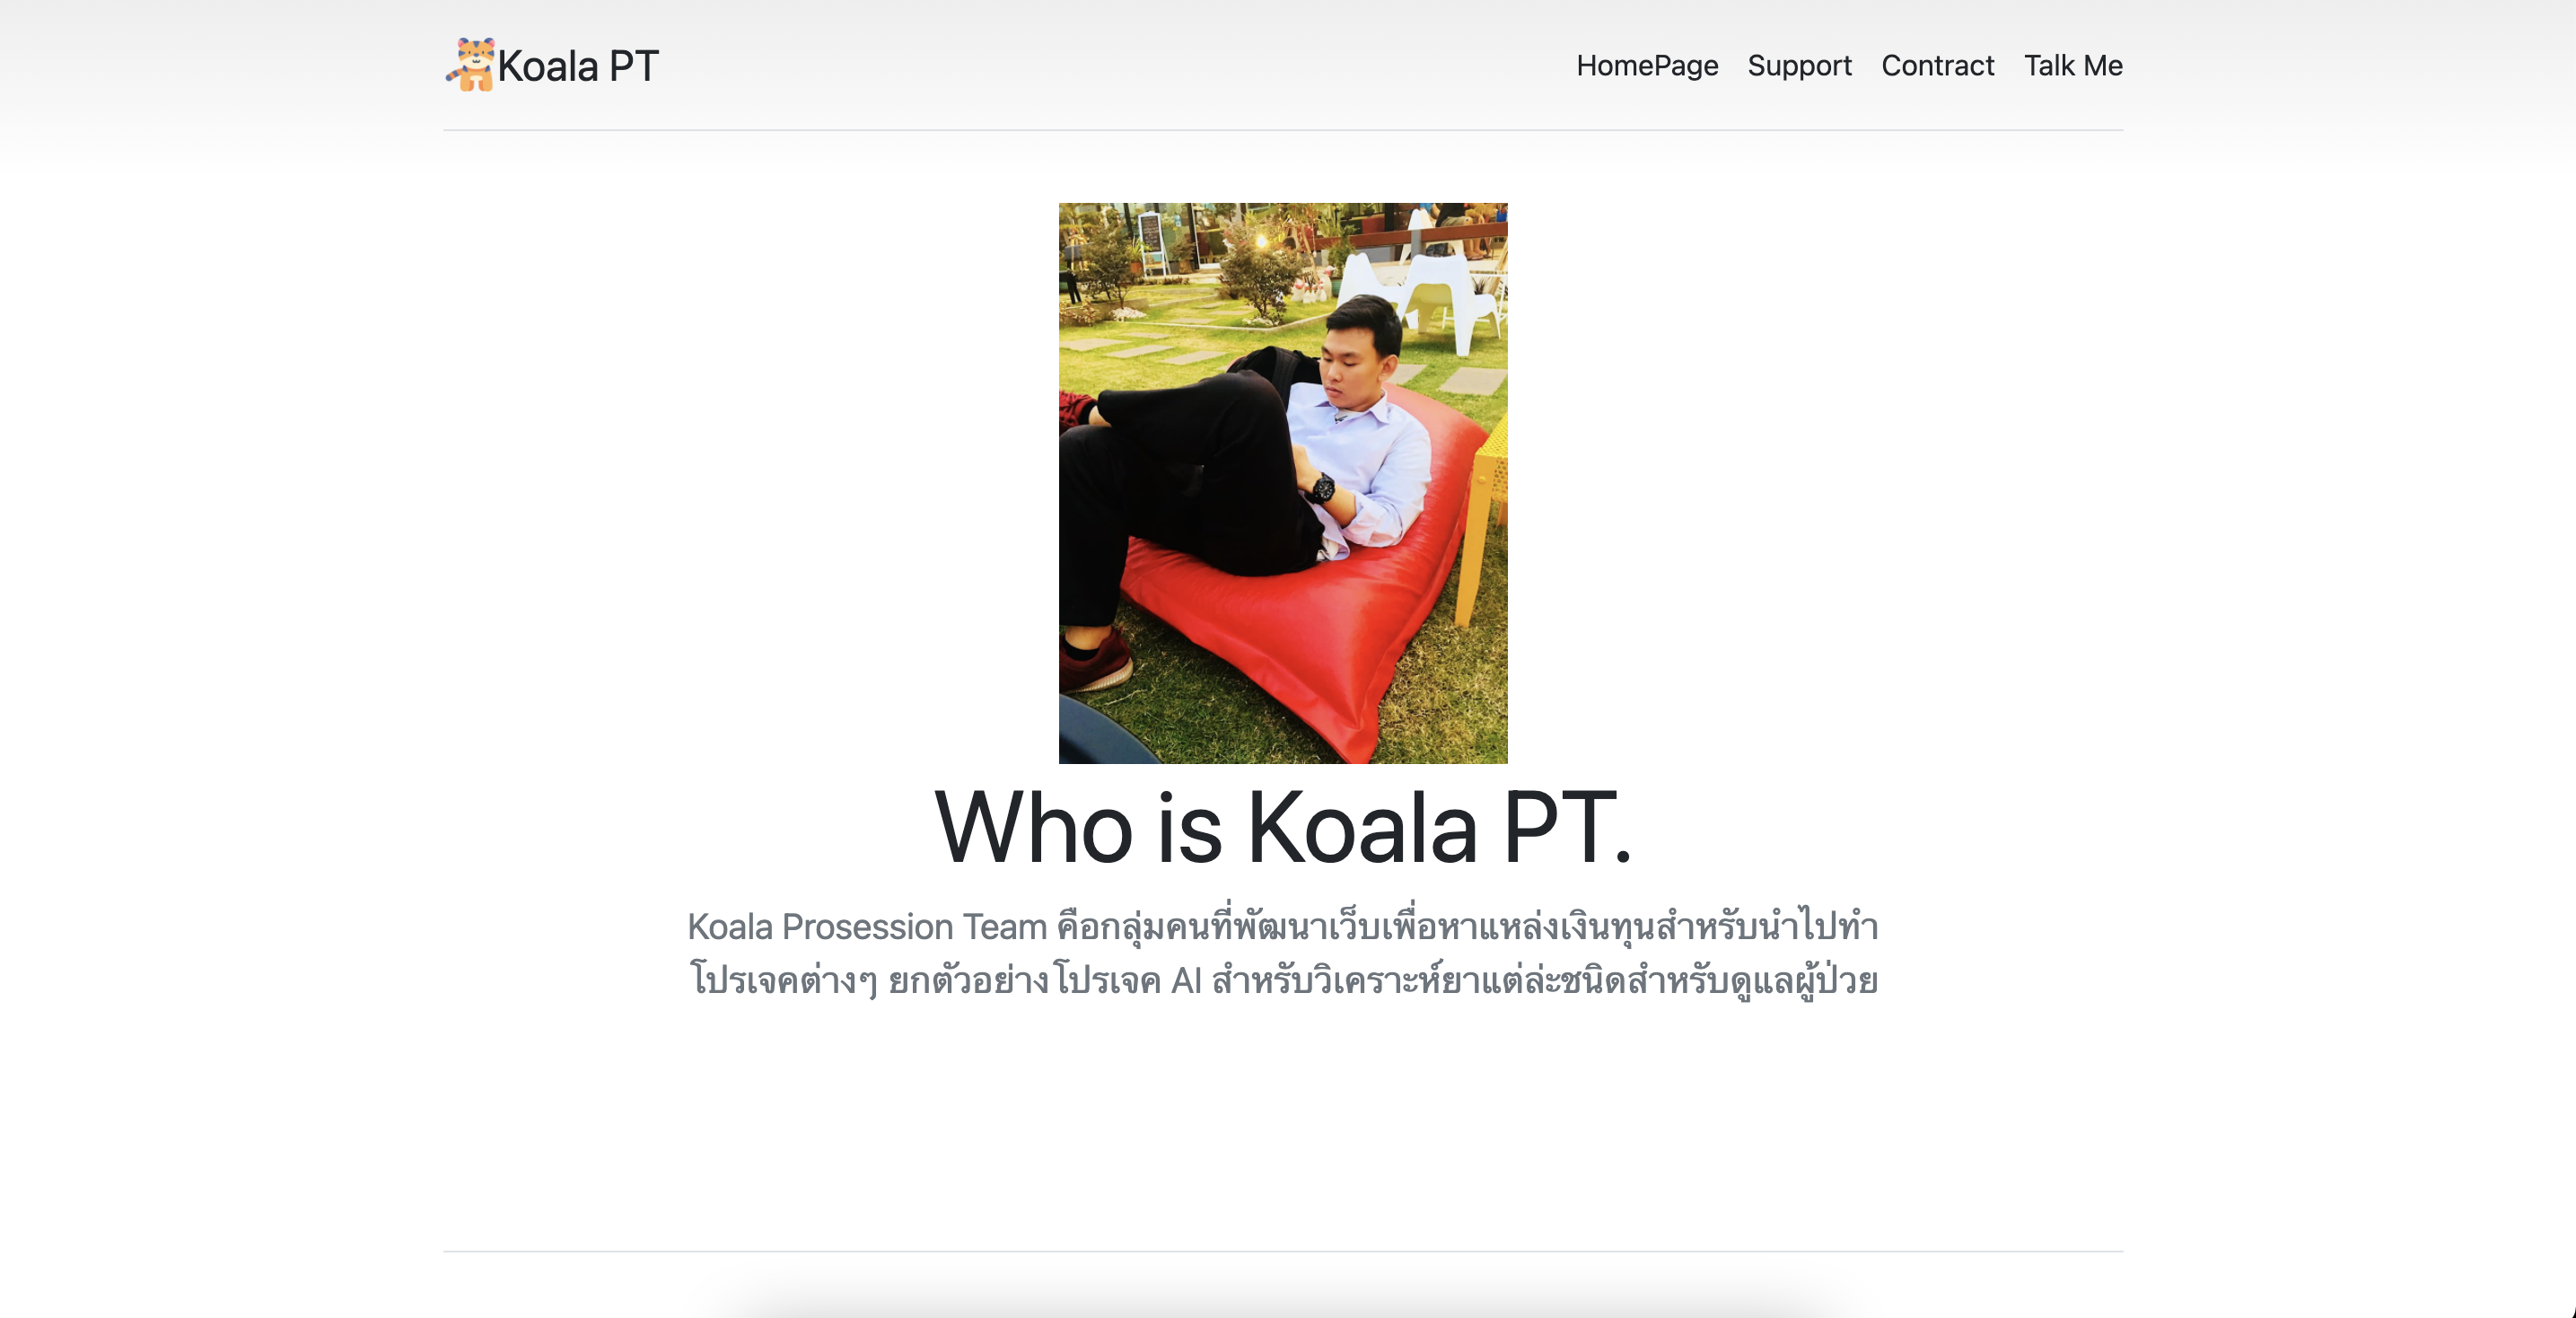 Koala PT
HomePage Support Contract Talk Me
Who is Koala PT.
Koala Prosession Team คือกลุ่มคนที่พัฒนาเว็บเพื่อหาแหล่งเงินทุนสำหรับนำไปทำ
โปรเจคต่างๆ ยกตัวอย่างโปรเจค AI สำหรับวิเคราะห์ยาแต่ล่ะชนิดสำหรับดูแลผู้ป่วย